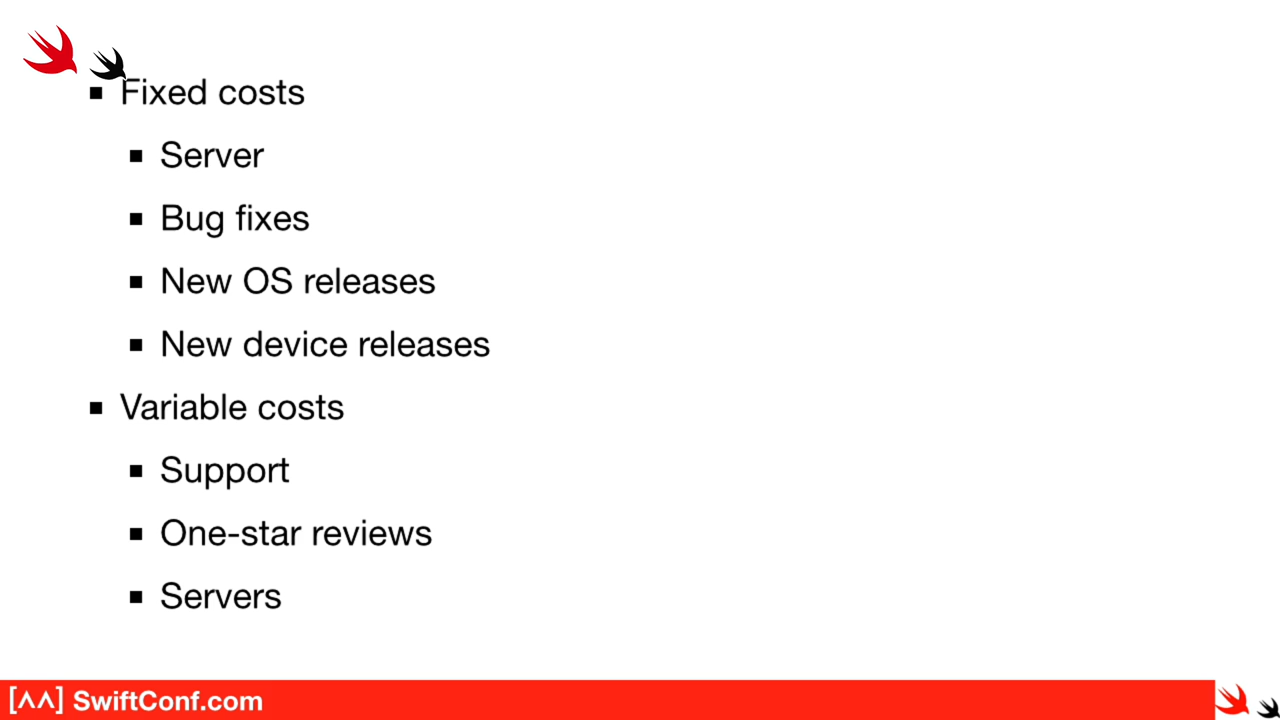 Fixed costs
Server
Bug fixes
New OS releases
New device releases
Variable costs
Support
One-star reviews
Servers
[^^] SwiftConf.com